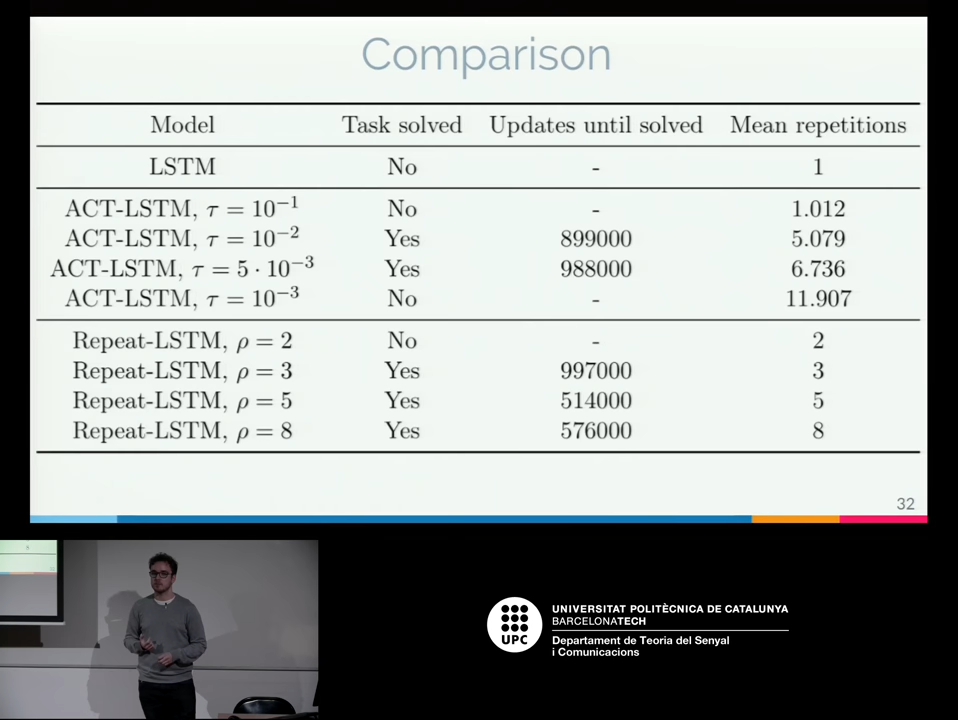 Comparison
Model Task solved Updates until solved Mean repetitions
LSTM No - 1
ACT-LSTM, τ = 10⁻¹ No - 1.012
ACT-LSTM, τ = 10⁻² Yes 899000 5.079
ACT-LSTM, τ = 5 · 10⁻³ Yes 988000 6.736
ACT-LSTM, τ = 10⁻³ No - 11.907
Repeat-LSTM, ρ = 2 No - 2
Repeat-LSTM, ρ = 3 Yes 997000 3
Repeat-LSTM, ρ = 5 Yes 514000 5
Repeat-LSTM, ρ = 8 Yes 576000 8
32
UPC
UNIVERSITAT POLITÈCNICA DE CATALUNYA
BARCELONATECH
Departament de Teoria del Senyal
i Comunicacions